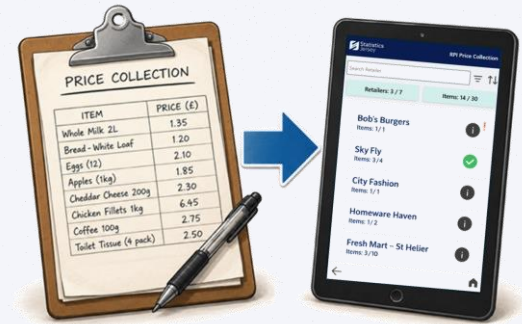 PRICE COLLECTION
ITEM PRICE (£)
Whole Milk 2L 1.35
Bread - White Loaf 1.20
Eggs (12) 2.10
Apples (1kg) 1.85
Cheddar Cheese 200g 2.30
Chicken Fillets 1kg 6.45
Coffee 100g 2.75
Toilet Tissue (4 pack) 2.50
Statistics
Jersey
RPI Price Collection
Search Retailer
Retailers: 3 / 7 Items: 14 / 30
Bob's Burgers
Items: 1/1
Sky Fly
Items: 3/4
City Fashion
Items: 1/1
Homeware Haven
Items: 1/2
Fresh Mart – St Helier
Items: 3/10